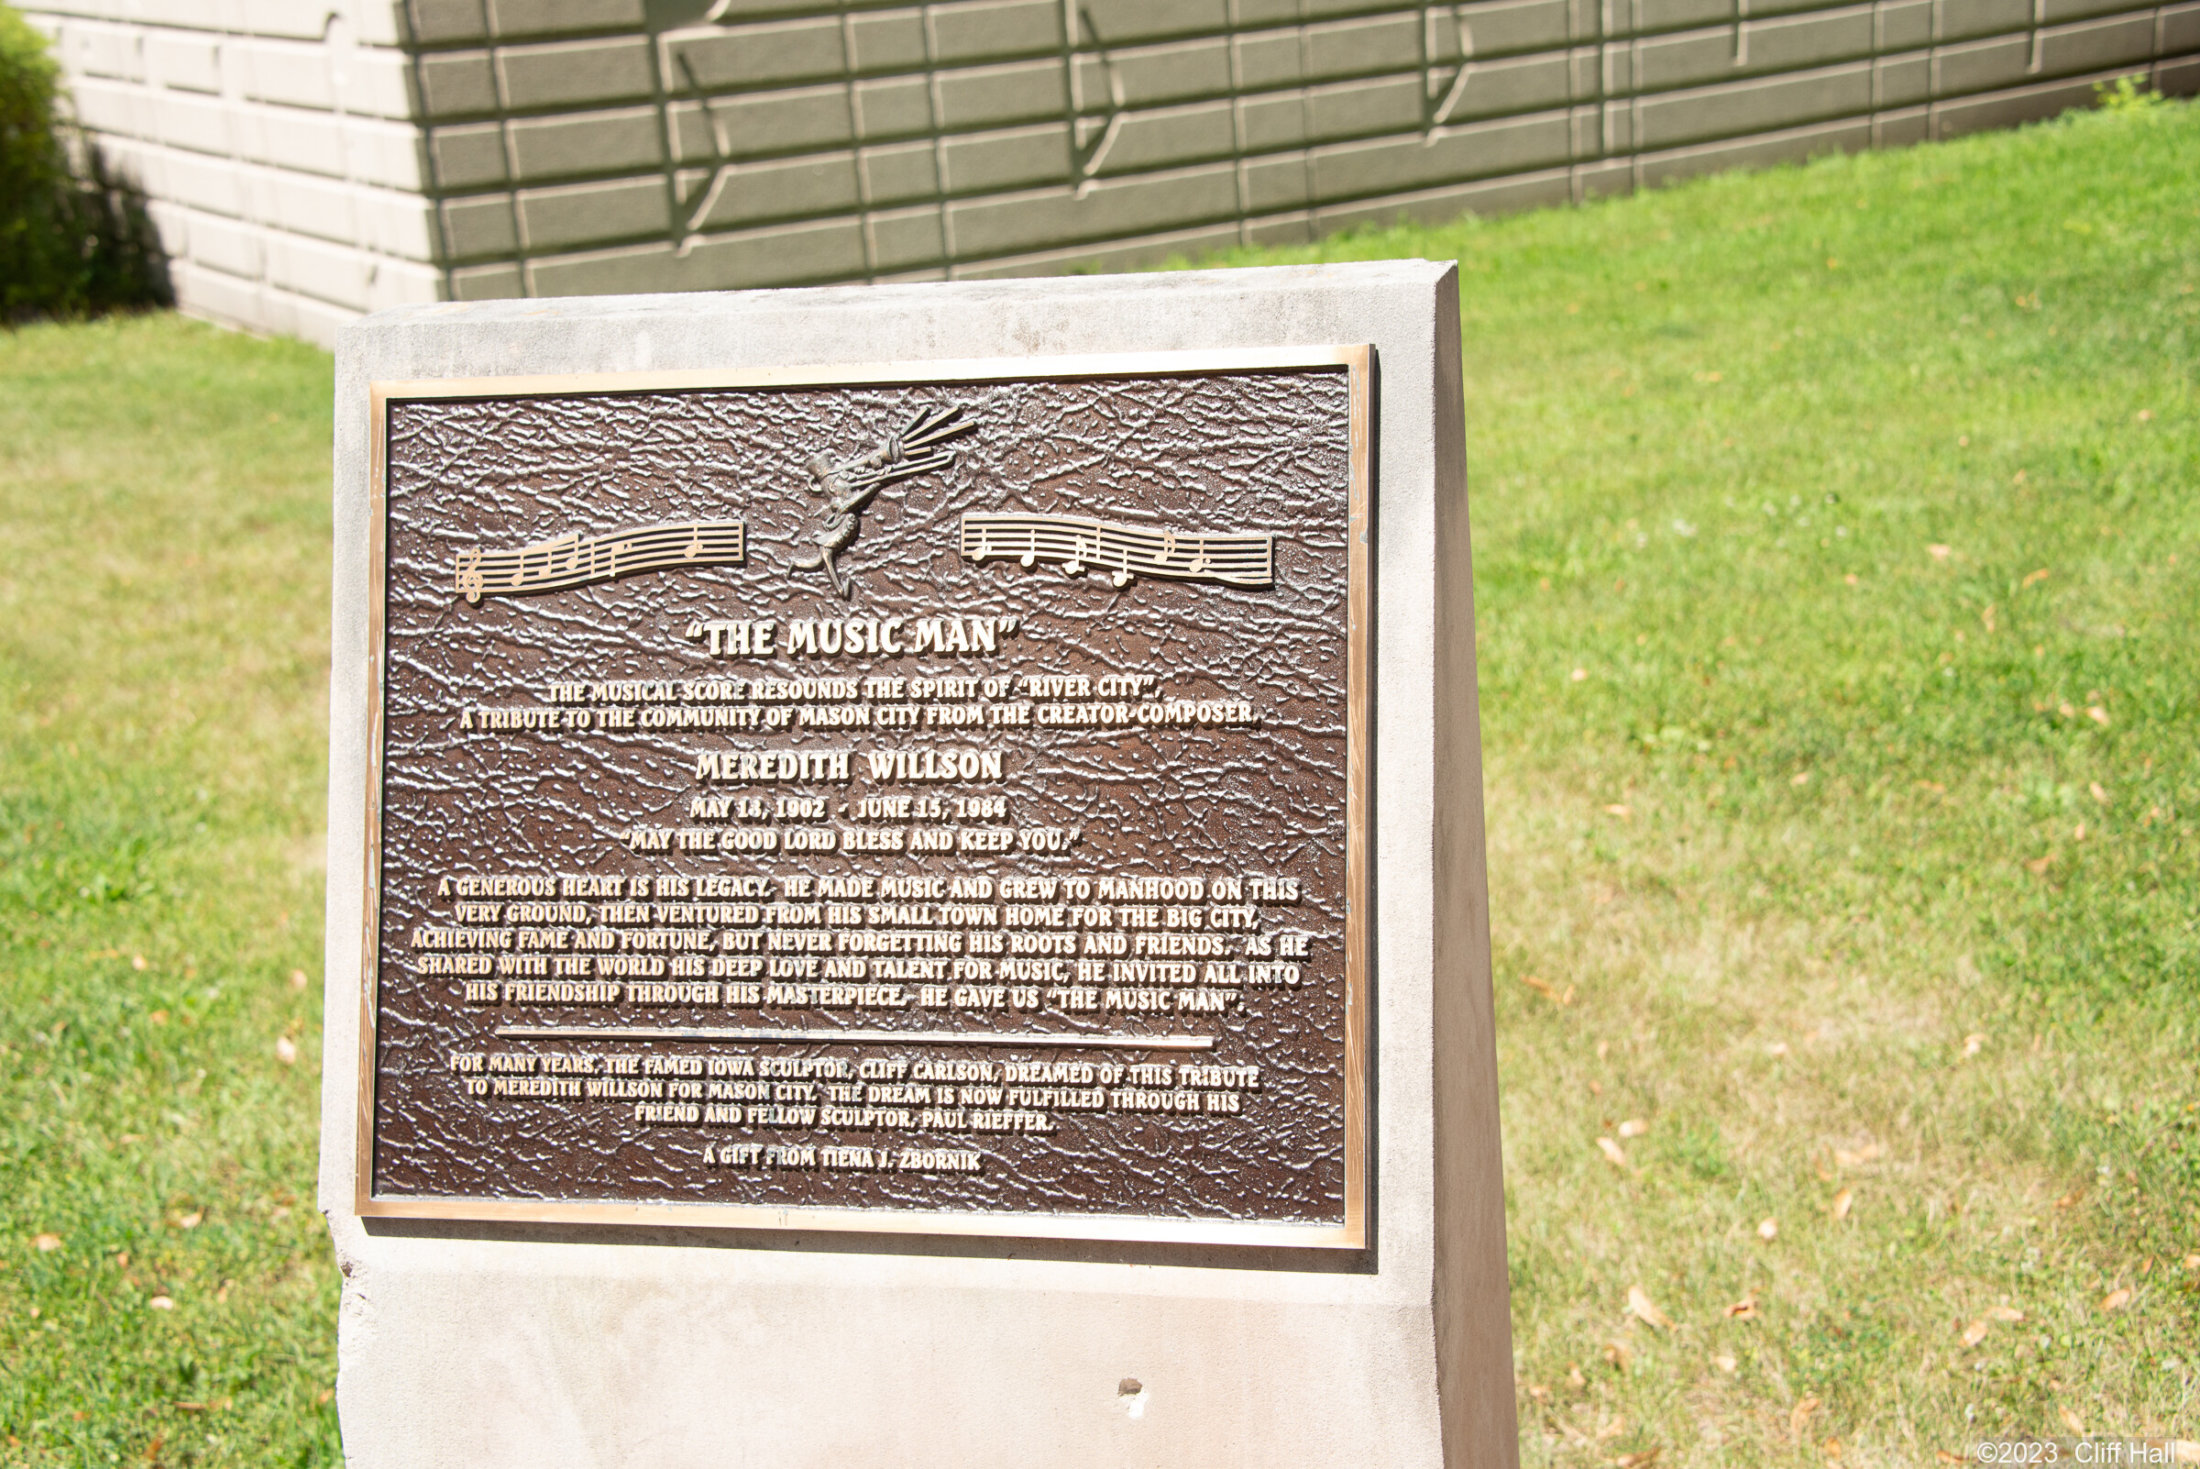 "THE MUSIC MAN"
THE MUSICAL SCORE RESOUNDS THE SPIRIT OF "RIVER CITY",
A TRIBUTE TO THE COMMUNITY OF MASON CITY FROM THE CREATOR-COMPOSER,
MEREDITH WILLSON
MAY 18, 1902 - JUNE 15, 1984
"MAY THE GOOD LORD BLESS AND KEEP YOU."
A GENEROUS HEART IS HIS LEGACY. HE MADE MUSIC AND GREW TO MANHOOD ON THIS
VERY GROUND, THEN VENTURED FROM HIS SMALL TOWN HOME FOR THE BIG CITY,
ACHIEVING FAME AND FORTUNE, BUT NEVER FORGETTING HIS ROOTS AND FRIENDS. AS HE
SHARED WITH THE WORLD HIS DEEP LOVE AND TALENT FOR MUSIC, HE INVITED ALL INTO
HIS FRIENDSHIP THROUGH HIS MASTERPIECE. HE GAVE US "THE MUSIC MAN".
FOR MANY YEARS, THE FAMED IOWA SCULPTOR, CLIFF CARLSON, DREAMED OF THIS TRIBUTE
TO MEREDITH WILLSON FOR MASON CITY. THE DREAM IS NOW FULFILLED THROUGH HIS
FRIEND AND FELLOW SCULPTOR, PAUL RIEFFER.
A GIFT FROM TIENA J. ZBORNIK
©2023 Cliff Hall